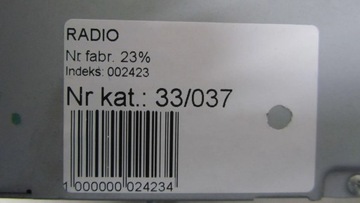 RADIO
Nr fabr. 23%
Indeks: 002423
Nr kat.: 33/037
1 000000 024234